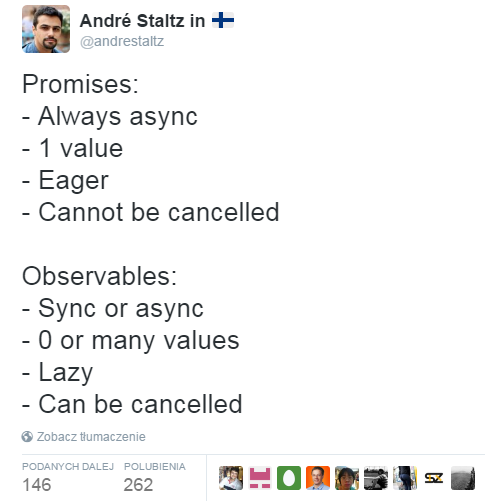 André Staltz in
@andrestaltz
Promises:
- Always async
- 1 value
- Eager
- Cannot be cancelled
Observables:
- Sync or async
- 0 or many values
- Lazy
- Can be cancelled
Zobacz tłumaczenie
PODANYCH DALEJ POLUBIENIA
146 262
SZ